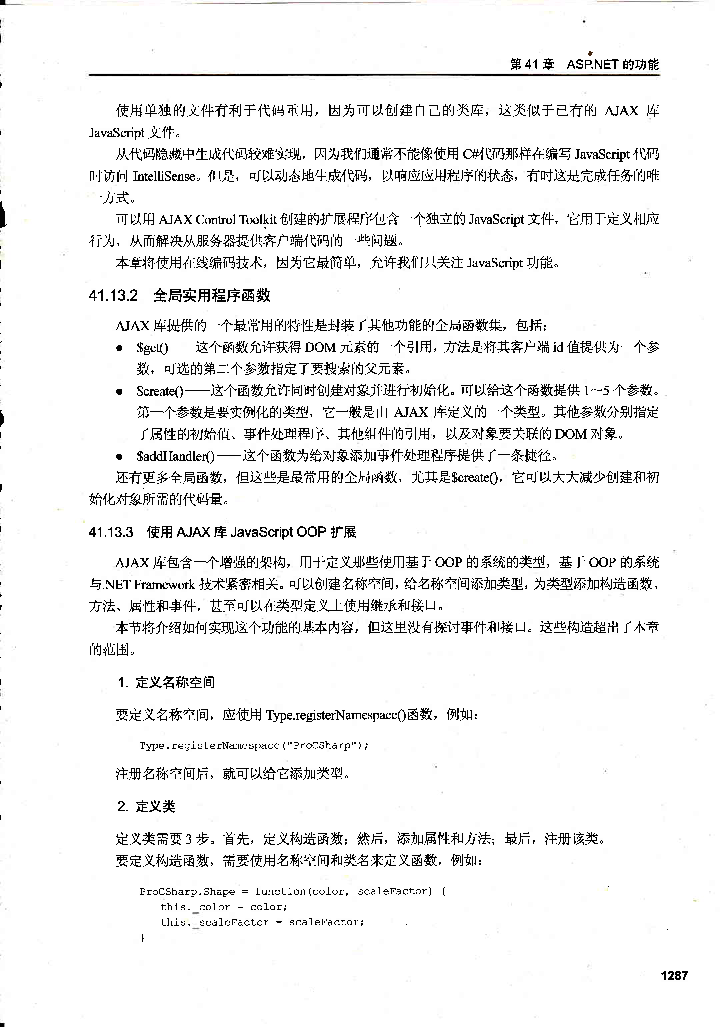 第 41 章 ASP.NET 的功能
使用单独的文件有利于代码重用，因为可以创建自己的类库，这类似于已有的 AJAX 库
JavaScript 文件。
从代码隐藏中生成代码较难实现，因为我们通常不能像使用 C#代码那样在编写 JavaScript 代码
时访问 IntelliSense。但是，可以动态地生成代码，以响应应用程序的状态，有时这是完成任务的唯
一方式。
可以用 AJAX Control Toolkit 创建的扩展程序包含一个独立的 JavaScript 文件，它用于定义相应
行为，从而解决从服务器提供客户端代码的一些问题。
本章将使用在线编码技术，因为它最简单，允许我们只关注 JavaScript 功能。
41.13.2 全局实用程序函数
AJAX 库提供的一个最常用的特性是封装了其他功能的全局函数集，包括：
● $get()——这个函数允许获得 DOM 元素的一个引用，方法是将其客户端 id 值提供为一个参
数，可选的第二个参数指定了要搜索的父元素。
● $create()——这个函数允许同时创建对象并进行初始化。可以给这个函数提供 1~5 个参数。
第一个参数是要实例化的类型，它一般是由 AJAX 库定义的一个类型。其他参数分别指定
了属性的初始值、事件处理程序、其他组件的引用，以及对象要关联的 DOM 对象。
● $addHandler()——这个函数为给对象添加事件处理程序提供了一条捷径。
还有更多全局函数，但这些是最常用的全局函数，尤其是$create()，它可以大大减少创建和初
始化对象所需的代码量。
41.13.3 使用 AJAX 库 JavaScript OOP 扩展
AJAX 库包含一个增强的架构，用于定义那些使用基于 OOP 的系统的类型，基于 OOP 的系统
与.NET Framework 技术紧密相关。可以创建名称空间，给名称空间添加类型，为类型添加构造函数、
方法、属性和事件，甚至可以在类型定义上使用继承和接口。
本节将介绍如何实现这个功能的基本内容，但这里没有探讨事件和接口。这些构造超出了本章
的范围。
1. 定义名称空间
要定义名称空间，应使用 Type.registerNamespace()函数，例如：
Type.registerNamespace("ProCSharp");
注册名称空间后，就可以给它添加类型。
2. 定义类
定义类需要 3 步。首先，定义构造函数；然后，添加属性和方法；最后，注册该类。
要定义构造函数，需要使用名称空间和类名来定义函数，例如：
ProCSharp.Shape = function(color, scaleFactor) {
this._color = color;
this._scaleFactor = scaleFactor;
}
1287